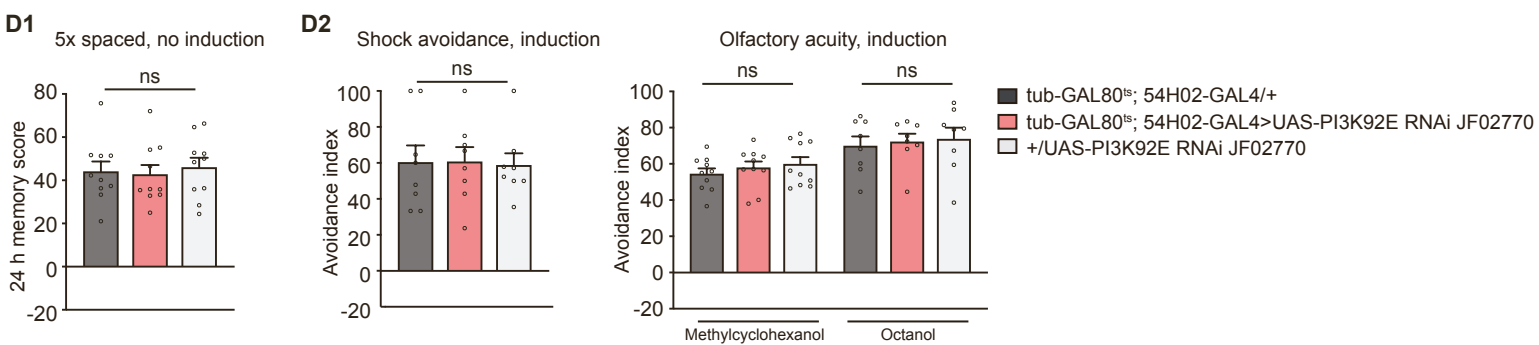 D1
5x spaced, no induction
ns
24 h memory score
80
60
40
20
0
-20
D2
Shock avoidance, induction
ns
Avoidance index
100
80
60
40
20
0
-20
Olfactory acuity, induction
ns
ns
Avoidance index
100
80
60
40
20
0
-20
Methylcyclohexanol
Octanol
tub-GAL80ᵗˢ; 54H02-GAL4/+
tub-GAL80ᵗˢ; 54H02-GAL4>UAS-PI3K92E RNAi JF02770
+/UAS-PI3K92E RNAi JF02770